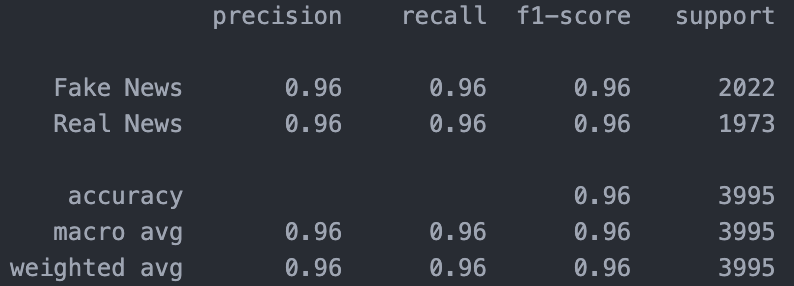 precision recall f1-score support
Fake News 0.96 0.96 0.96 2022
Real News 0.96 0.96 0.96 1973
accuracy 0.96 3995
macro avg 0.96 0.96 0.96 3995
weighted avg 0.96 0.96 0.96 3995